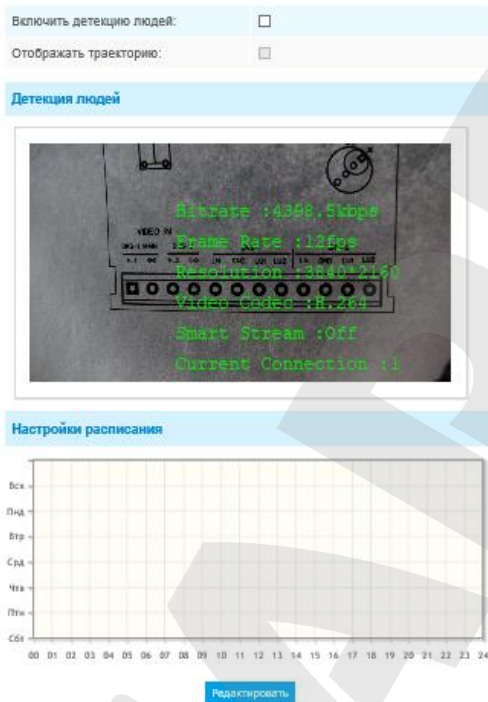 Включить детекцию людей:
Отображать траекторию:
Детекция людей
VIDEO IN
Bitrate :4398.5kbps
Frame Rate :12fps
Resolution :3840*2160
Video Codec :H.264
Smart Stream :Off
Current Connection :1
Настройки расписания
Вск
Пнд
Втр
Срд
Чтв
Птн
Сбт
00 01 02 03 04 05 06 07 08 09 10 11 12 13 14 15 16 17 18 19 20 21 22 23 24
Редактировать